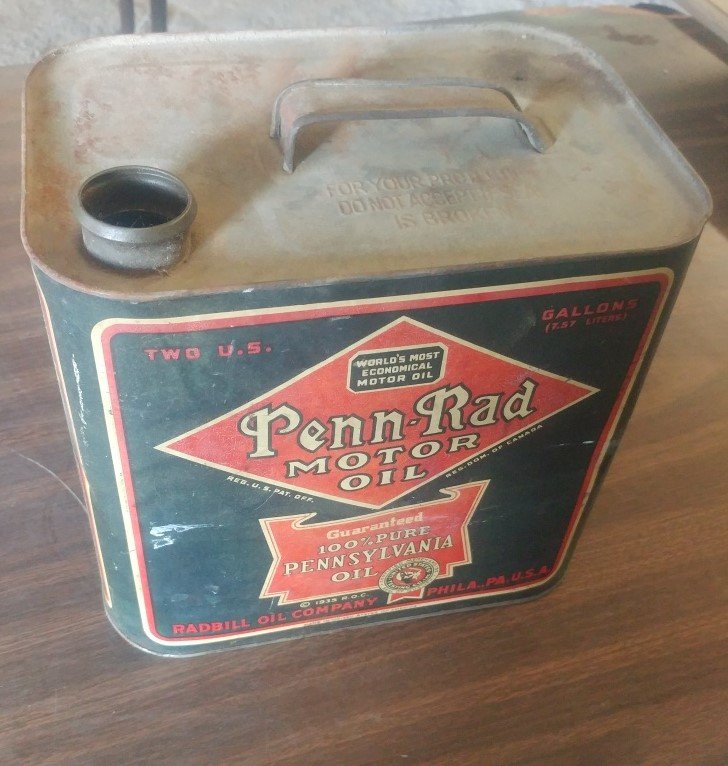 FOR YOUR PROTECTION
DO NOT ACCEPT IF SEAL
IS BROKEN
TWO U.S.
GALLONS
(7.57 LITERS)
WORLD'S MOST
ECONOMICAL
MOTOR OIL
Penn-Rad
MOTOR
OIL
REG. U.S. PAT. OFF.
REG. DOM. OF CANADA
Guaranteed
100% PURE
PENNSYLVANIA
OIL
© 1935 R.O.C.
RADBILL OIL COMPANY PHILA., PA. U.S.A.